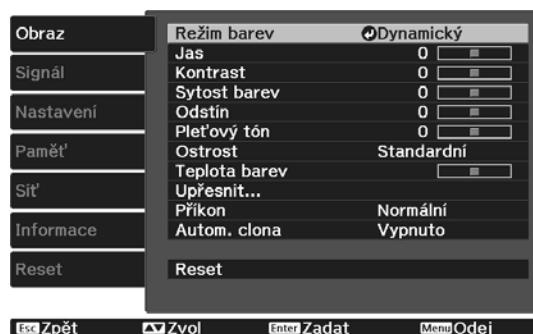 Obraz
Signál
Nastavení
Paměť
Síť
Informace
Reset
Režim barev Dynamický
Jas 0
Kontrast 0
Sytost barev 0
Odstín 0
Pleťový tón 0
Ostrost Standardní
Teplota barev
Upřesnit...
Příkon Normální
Autom. clona Vypnuto
Reset
Esc Zpět Zvol Enter Zadat Menu Odej